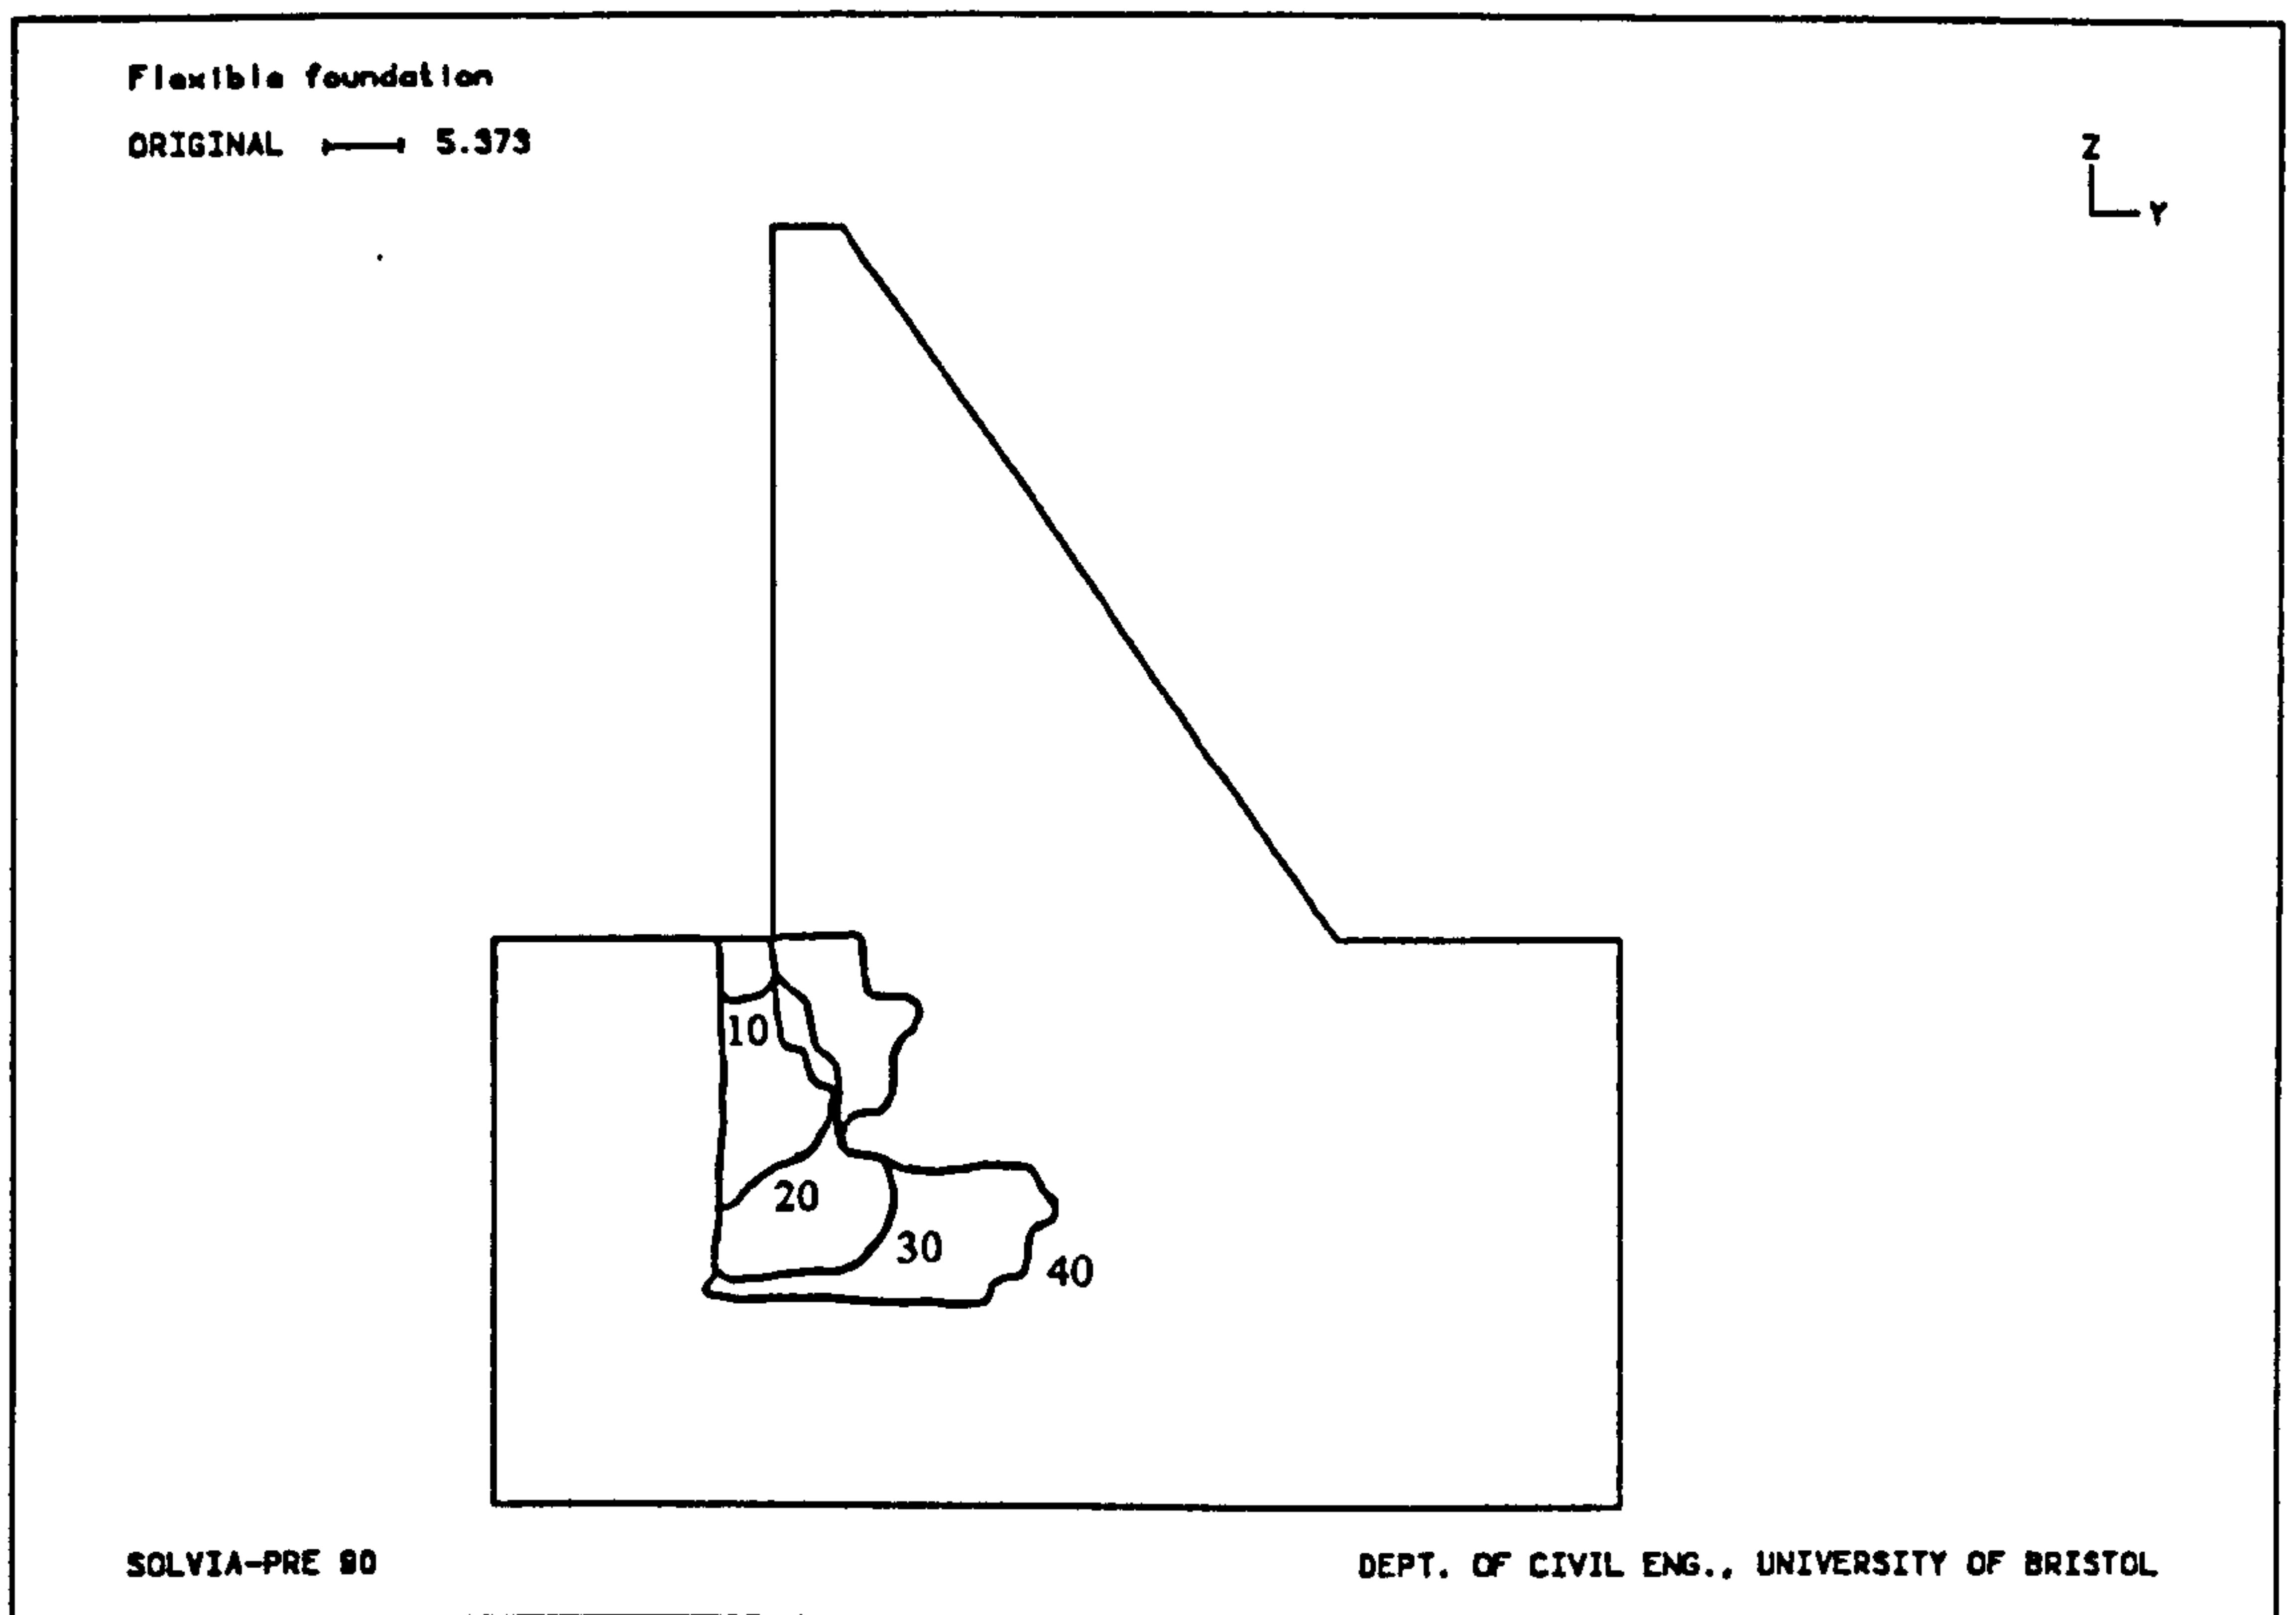 Flexible foundation
ORIGINAL 5.373
Z
Y
10
20
30
40
SOLVIA-PRE 90
DEPT. OF CIVIL ENG., UNIVERSITY OF BRISTOL